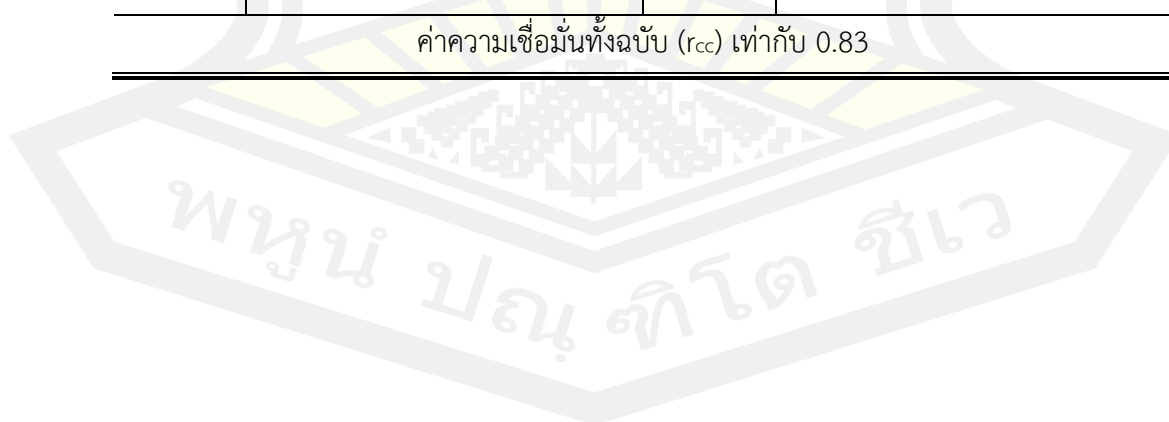 ค่าความเชื่อมั่นทั้งฉบับ (rcc) เท่ากับ 0.83
พหูนํ ปณฺฑิโต ชีเว